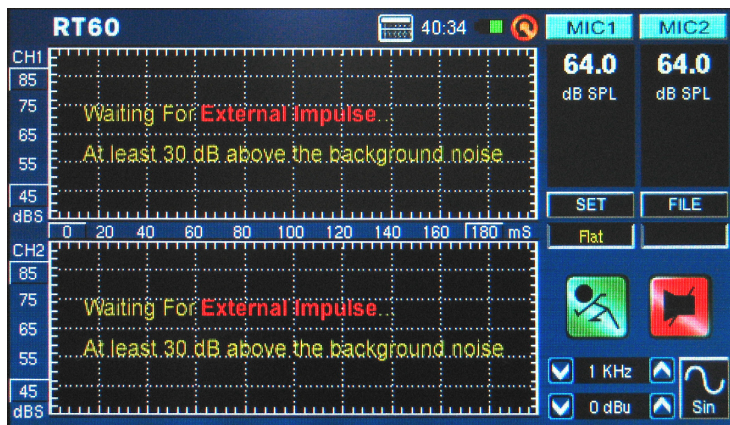 RT60
40:34
MIC1
MIC2
64.0
dB SPL
64.0
dB SPL
SET
FILE
Flat
CH1
85
75
65
55
45
dBS
Waiting For External Impulse...
At least 30 dB above the background noise
0 20 40 60 80 100 120 140 160 180 mS
CH2
85
75
65
55
45
dBS
Waiting For External Impulse...
At least 30 dB above the background noise
1 KHz
0 dBu
Sin